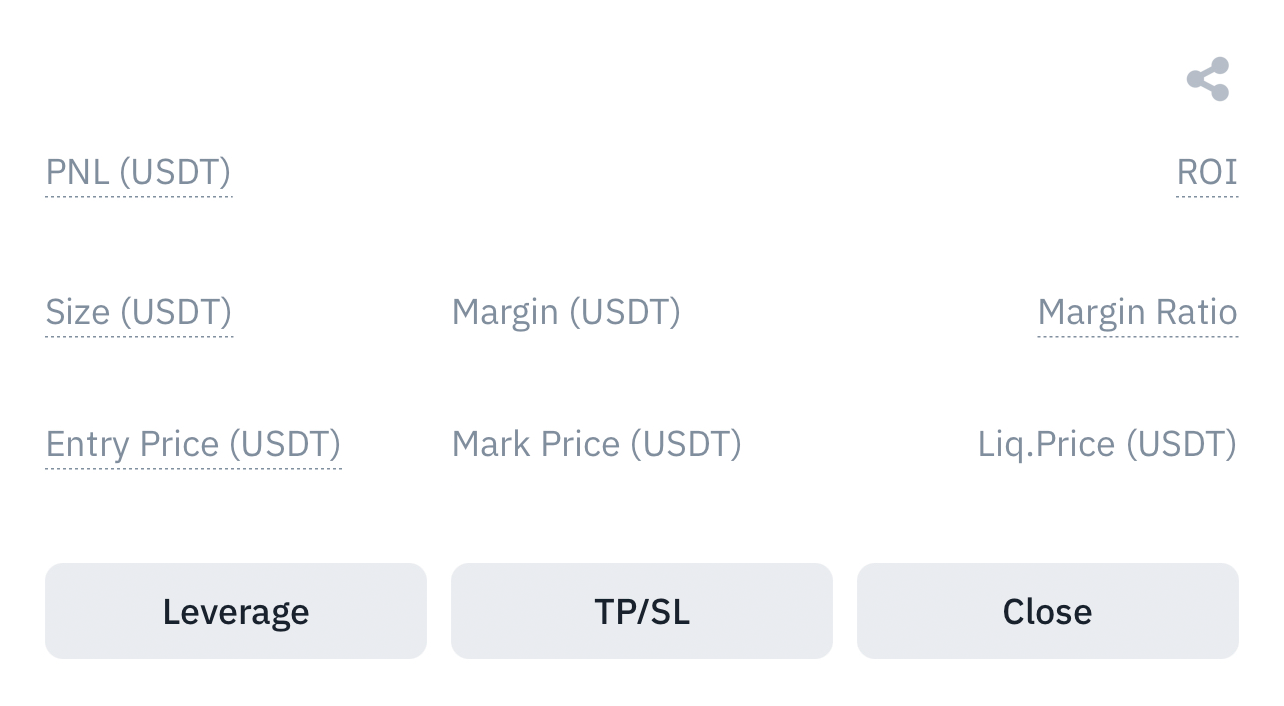 PNL (USDT) ROI
Size (USDT) Margin (USDT) Margin Ratio
Entry Price (USDT) Mark Price (USDT) Liq.Price (USDT)
Leverage TP/SL Close